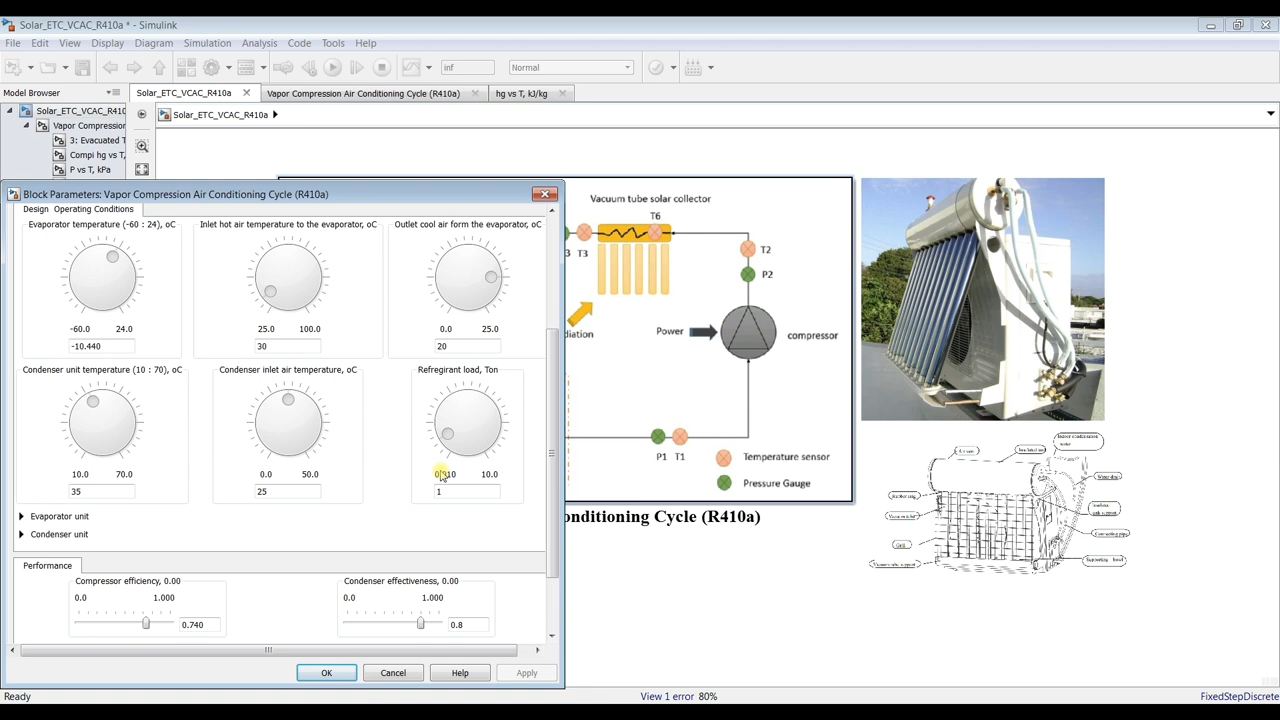 Solar_ETC_VCAC_R410a * - Simulink
File Edit View Display Diagram Simulation Analysis Code Tools Help
inf Normal
Model Browser
Solar_ETC_VCAC_R410a
Vapor Compression Air Conditioning Cycle (R410a)
hg vs T, kJ/kg
Solar_ETC_VCAC_R410
Vapor Compression
3: Evacuated T
Compi hg vs T,
P vs T, kPa
Solar_ETC_VCAC_R410a
Block Parameters: Vapor Compression Air Conditioning Cycle (R410a)
Design Operating Conditions
Evaporator temperature (-60 : 24), oC
-60.0 24.0
-10.440
Inlet hot air temperature to the evaporator, oC
25.0 100.0
30
Outlet cool air form the evaporator, oC
0.0 25.0
20
Condenser unit temperature (10 : 70), oC
10.0 70.0
35
Condenser inlet air temperature, oC
0.0 50.0
25
Refregirant load, Ton
10.0
1
Evaporator unit
Condenser unit
Performance
Compressor efficiency, 0.00
0.0 1.000
0.740
Condenser effectiveness, 0.00
0.0 1.000
0.8
OK Cancel Help Apply
Vacuum tube solar collector
T6
3 T3
T2
P2
diation
Power
compressor
P1 T1
Temperature sensor
Pressure Gauge
onditioning Cycle (R410a)
Ready
View 1 error 80%
FixedStepDiscrete